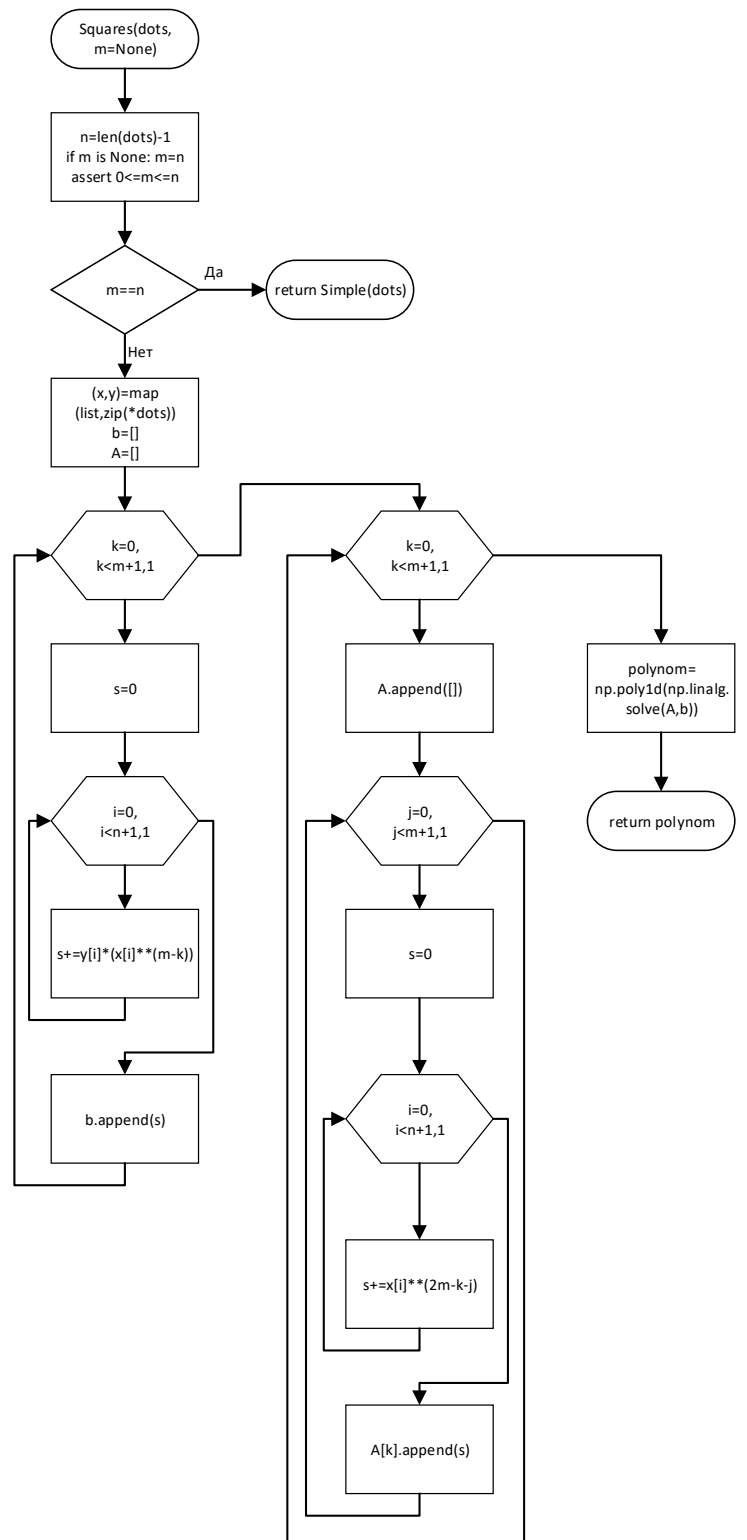 Squares(dots,
m=None)
n=len(dots)-1
if m is None: m=n
assert 0<=m<=n
m==n
Да
return Simple(dots)
Нет
(x,y)=map
(list,zip(*dots))
b=[]
A=[]
k=0,
k<m+1,1
s=0
i=0,
i<n+1,1
s+=y[i]*(x[i]**(m-k))
b.append(s)
k=0,
k<m+1,1
A.append([])
j=0,
j<m+1,1
s=0
i=0,
i<n+1,1
s+=x[i]**(2m-k-j)
A[k].append(s)
polynom=
np.poly1d(np.linalg.
solve(A,b))
return polynom